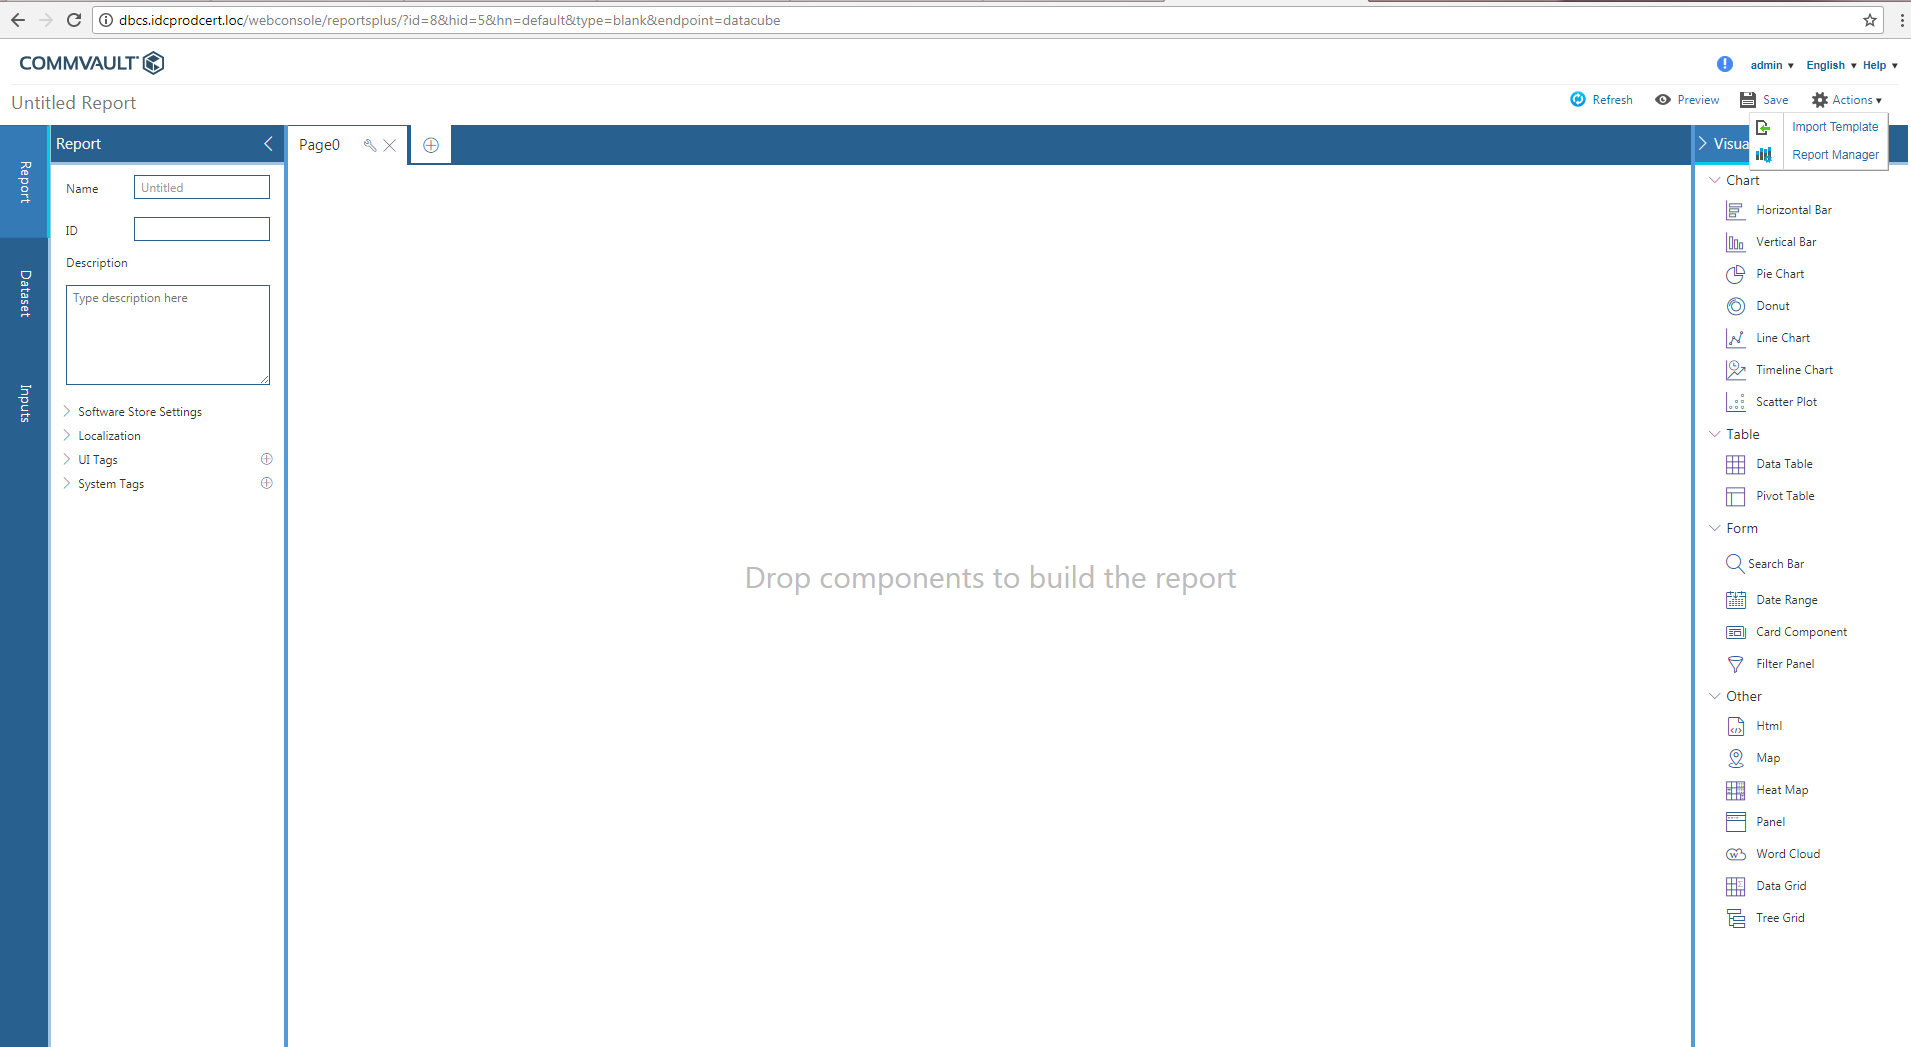 dbcs.idcprodcert.loc/webconsole/reportsplus/?id=8&hid=5&hn=default&type=blank&endpoint=datacube
COMMVAULT
admin ▾ English ▾ Help ▾
Untitled Report
Refresh Preview Save Actions ▾
Import Template
Report Manager
Report
Dataset
Inputs
Report
Name Untitled
ID
Description
Type description here
Software Store Settings
Localization
UI Tags
System Tags
Page0
Drop components to build the report
Visua
Chart
Horizontal Bar
Vertical Bar
Pie Chart
Donut
Line Chart
Timeline Chart
Scatter Plot
Table
Data Table
Pivot Table
Form
Search Bar
Date Range
Card Component
Filter Panel
Other
Html
Map
Heat Map
Panel
Word Cloud
Data Grid
Tree Grid